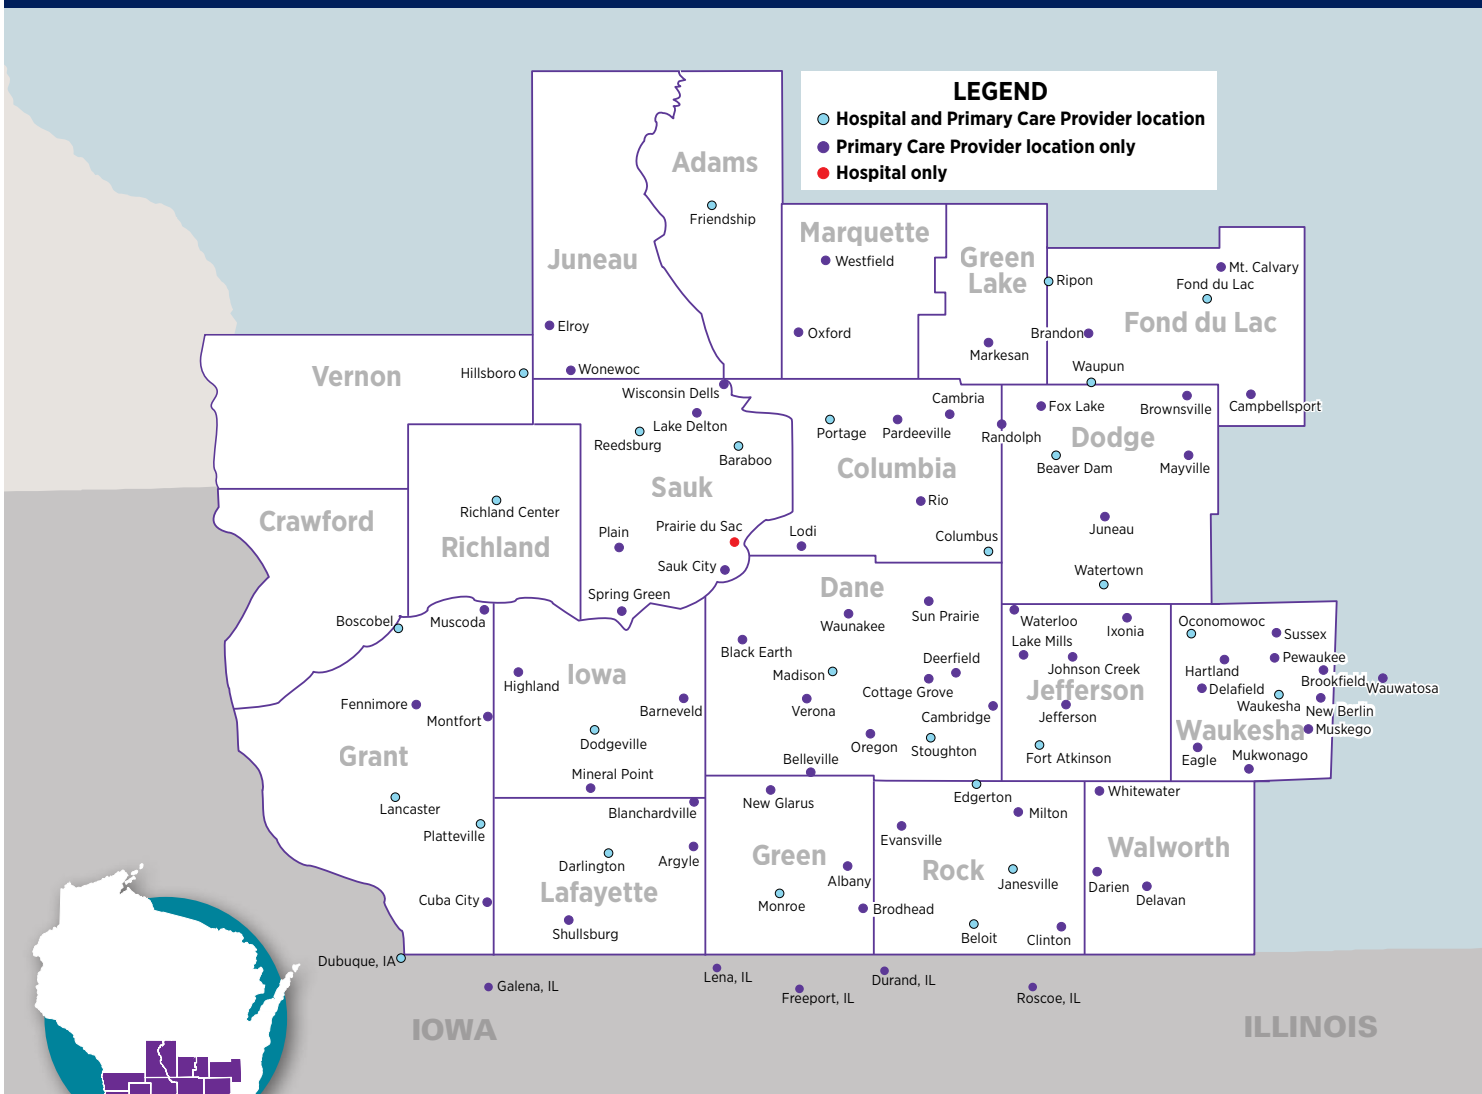 LEGEND
Hospital and Primary Care Provider location
Primary Care Provider location only
Hospital only
Adams
Friendship
Juneau
Elroy
Wonewoc
Marquette
Westfield
Oxford
Green
Lake
Markesan
Ripon
Mt. Calvary
Fond du Lac
Fond du Lac
Brandon
Waupun
Campbellsport
Vernon
Hillsboro
Wisconsin Dells
Lake Delton
Reedsburg
Baraboo
Sauk
Plain
Prairie du Sac
Sauk City
Spring Green
Cambria
Portage
Pardeeville
Randolph
Columbia
Rio
Lodi
Columbus
Fox Lake
Brownsville
Dodge
Beaver Dam
Mayville
Juneau
Watertown
Crawford
Richland Center
Richland
Boscobel
Muscoda
Dane
Waunakee
Sun Prairie
Black Earth
Madison
Deerfield
Cottage Grove
Verona
Cambridge
Oregon
Stoughton
Belleville
Waterloo
Ixonia
Lake Mills
Johnson Creek
Jefferson
Jefferson
Fort Atkinson
Oconomowoc
Sussex
Pewaukee
Hartland
Brookfield
Wauwatosa
Delafield
Waukesha
New Berlin
Waukesha
Muskego
Eagle
Mukwonago
Iowa
Highland
Barneveld
Dodgeville
Mineral Point
Fennimore
Montfort
Grant
Lancaster
Platteville
Cuba City
Blanchardville
Darlington
Argyle
Lafayette
Shullsburg
New Glarus
Green
Albany
Monroe
Brodhead
Edgerton
Milton
Evansville
Rock
Janesville
Beloit
Clinton
Whitewater
Walworth
Darien
Delavan
Dubuque, IA
Galena, IL
Lena, IL
Freeport, IL
Durand, IL
Roscoe, IL
IOWA
ILLINOIS